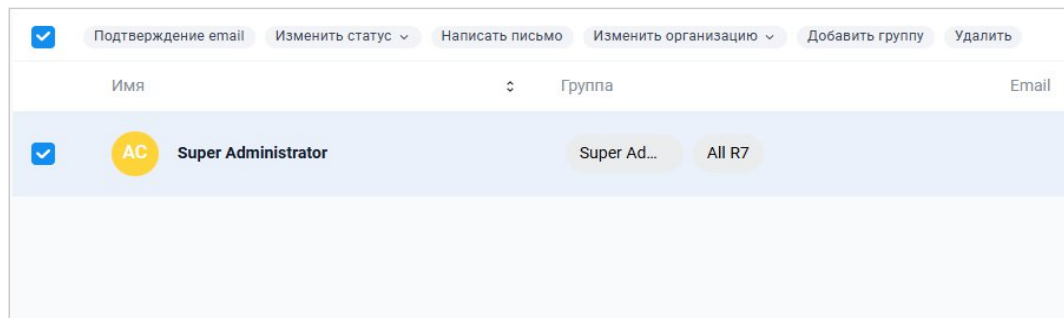 Подтверждение email Изменить статус Написать письмо Изменить организацию Добавить группу Удалить
Имя Группа Email
AC Super Administrator Super Ad... All R7